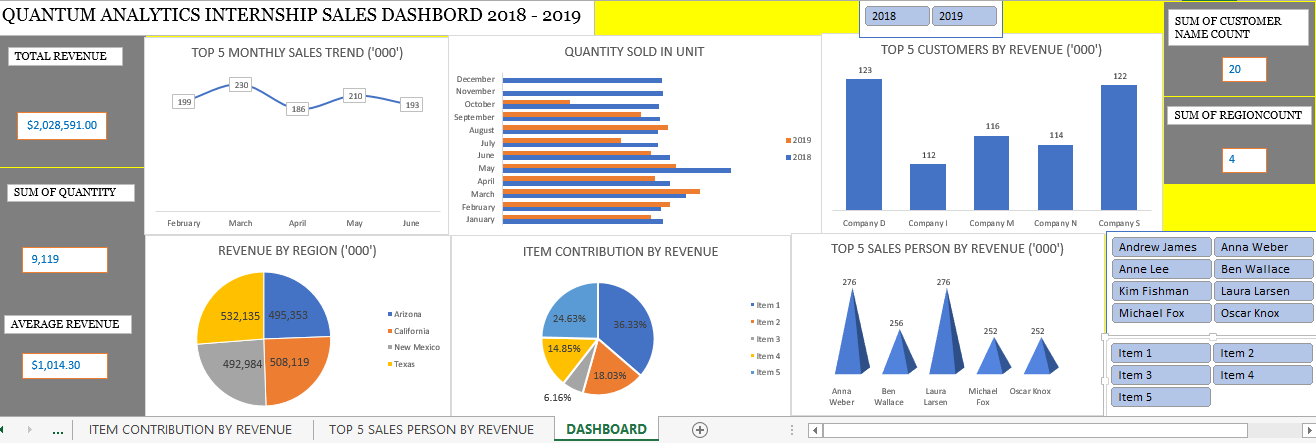 QUANTUM ANALYTICS INTERNSHIP SALES DASHBORD 2018 - 2019
2018
2019
SUM OF CUSTOMER
NAME COUNT
20
SUM OF REGIONCOUNT
4
TOTAL REVENUE
$2,028,591.00
SUM OF QUANTITY
9,119
AVERAGE REVENUE
$1,014.30
TOP 5 MONTHLY SALES TREND ('000')
199
230
186
210
193
February
March
April
May
June
QUANTITY SOLD IN UNIT
December
November
October
September
August
July
June
May
April
March
February
January
2019
2018
TOP 5 CUSTOMERS BY REVENUE ('000)
123
112
116
114
122
Company D
Company I
Company M
Company N
Company S
REVENUE BY REGION ('000)
532,135
495,353
492,984
508,119
Arizona
California
New Mexico
Texas
ITEM CONTRIBUTION BY REVENUE
24.63%
36.33%
14.85%
18.03%
6.16%
Item 1
Item 2
Item 3
Item 4
Item 5
TOP 5 SALES PERSON BY REVENUE ('000)
276
256
276
252
252
Anna
Weber
Ben
Wallace
Laura
Larsen
Michael
Fox
Oscar Knox
Andrew James
Anna Weber
Anne Lee
Ben Wallace
Kim Fishman
Laura Larsen
Michael Fox
Oscar Knox
Item 1
Item 2
Item 3
Item 4
Item 5
...
ITEM CONTRIBUTION BY REVENUE
TOP 5 SALES PERSON BY REVENUE
DASHBOARD